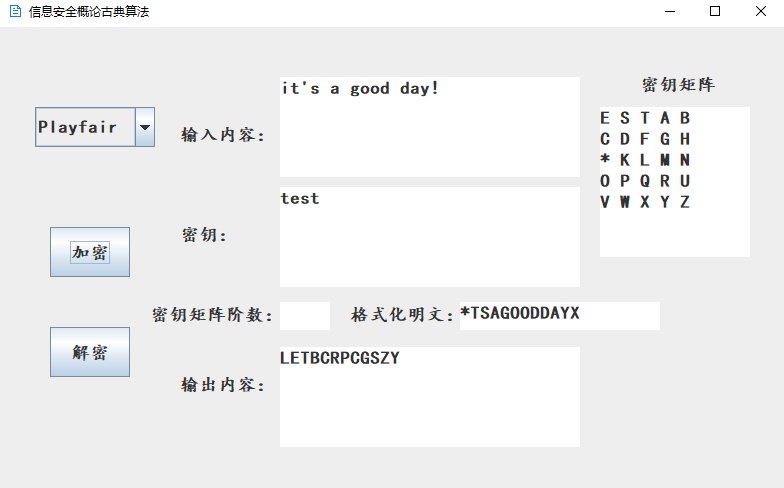 信息安全概论古典算法
Playfair
输入内容：
it's a good day!
密钥矩阵
E S T A B
C D F G H
* K L M N
O P Q R U
V W X Y Z
加密
密钥：
test
密钥矩阵阶数：
格式化明文：
*TSAGOODDAYX
解密
输出内容：
LETBCRPCGSZY